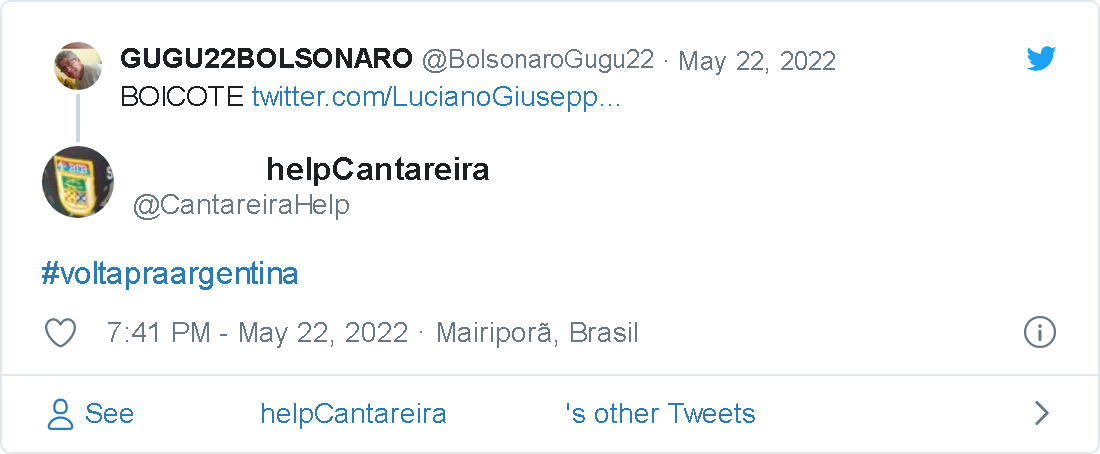 GUGU22BOLSONARO @BolsonaroGugu22 · May 22, 2022
BOICOTE twitter.com/LucianoGiusepp...
helpCantareira
@CantareiraHelp
#voltapraargentina
7:41 PM - May 22, 2022 · Mairiporã, Brasil
See helpCantareira 's other Tweets